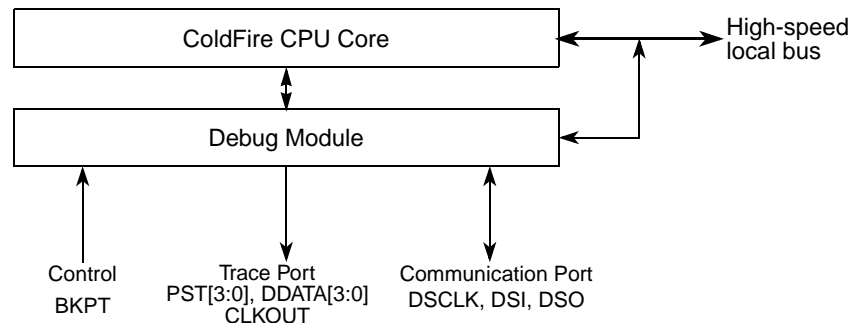 ColdFire CPU Core
High-speed
local bus
Debug Module
Control
BKPT
Trace Port
PST[3:0], DDATA[3:0]
CLKOUT
Communication Port
DSCLK, DSI, DSO